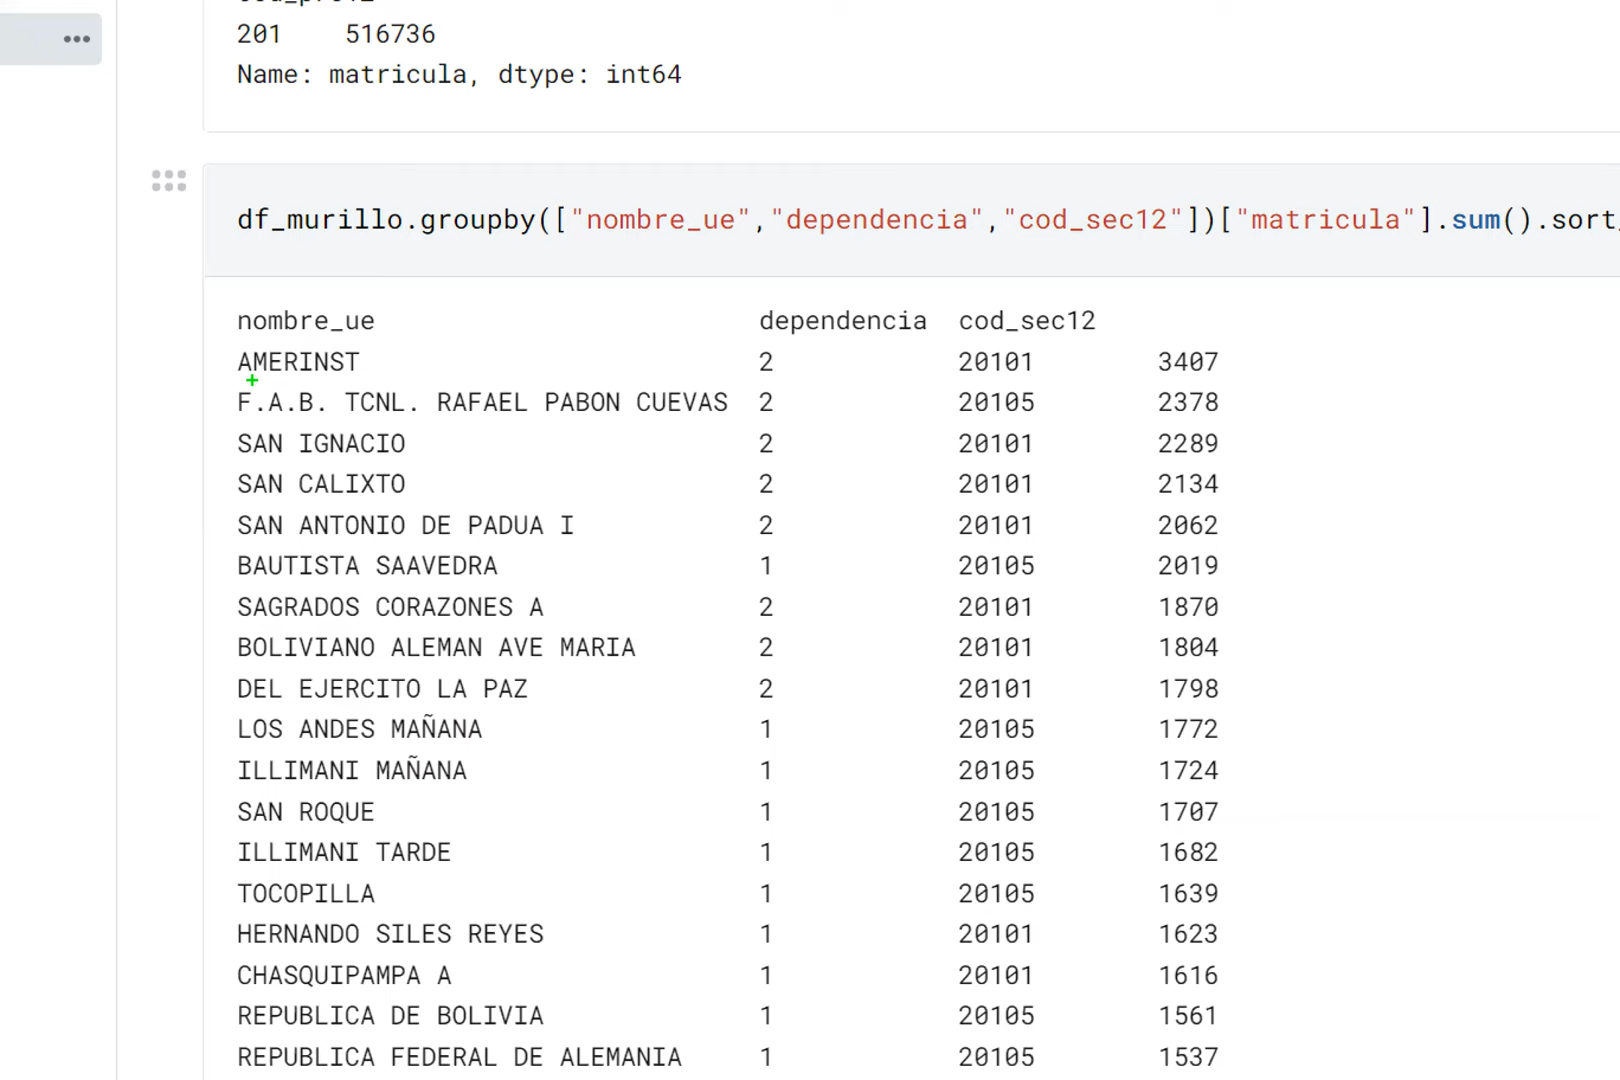 201 516736
Name: matricula, dtype: int64
df_murillo.groupby(["nombre_ue","dependencia","cod_sec12"])["matricula"].sum().sort
nombre_ue dependencia cod_sec12
AMERINST 2 20101 3407
F.A.B. TCNL. RAFAEL PABON CUEVAS 2 20105 2378
SAN IGNACIO 2 20101 2289
SAN CALIXTO 2 20101 2134
SAN ANTONIO DE PADUA I 2 20101 2062
BAUTISTA SAAVEDRA 1 20105 2019
SAGRADOS CORAZONES A 2 20101 1870
BOLIVIANO ALEMAN AVE MARIA 2 20101 1804
DEL EJERCITO LA PAZ 2 20101 1798
LOS ANDES MAÑANA 1 20105 1772
ILLIMANI MAÑANA 1 20105 1724
SAN ROQUE 1 20105 1707
ILLIMANI TARDE 1 20105 1682
TOCOPILLA 1 20105 1639
HERNANDO SILES REYES 1 20101 1623
CHASQUIPAMPA A 1 20101 1616
REPUBLICA DE BOLIVIA 1 20105 1561
REPUBLICA FEDERAL DE ALEMANIA 1 20105 1537